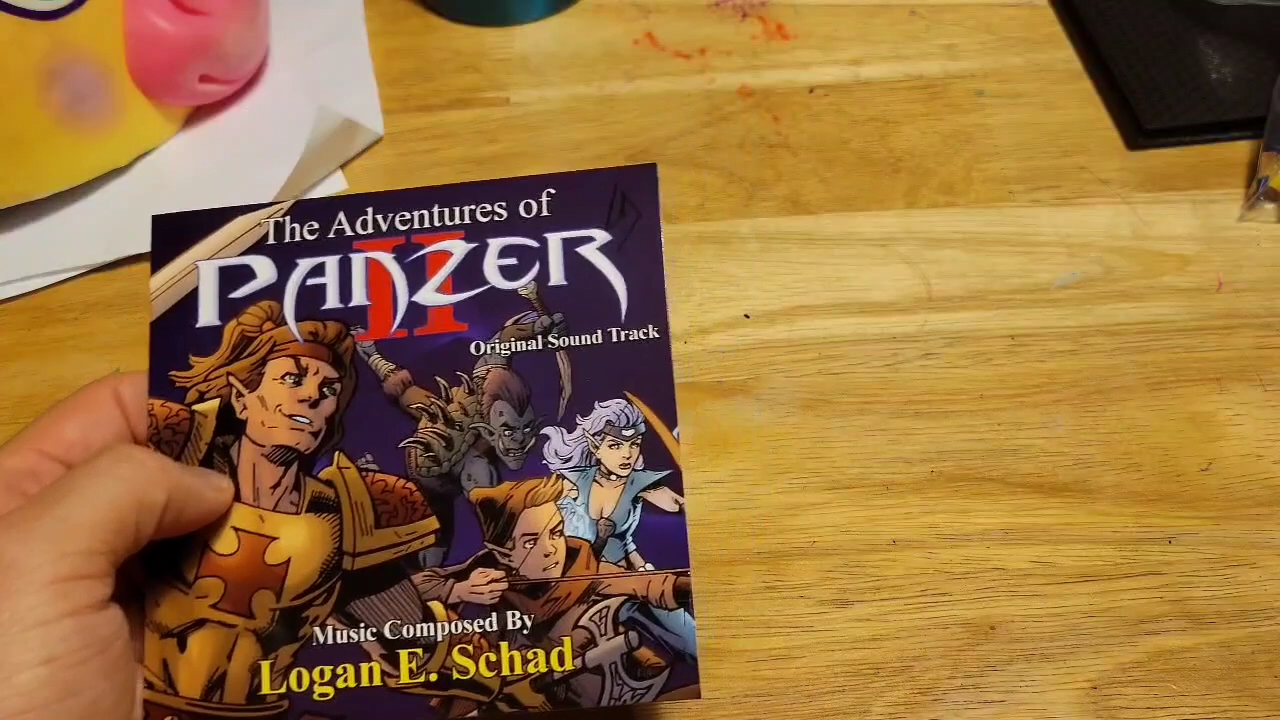 The Adventures of
PANZER
II
Original Sound Track
Music Composed By
Logan E. Schad